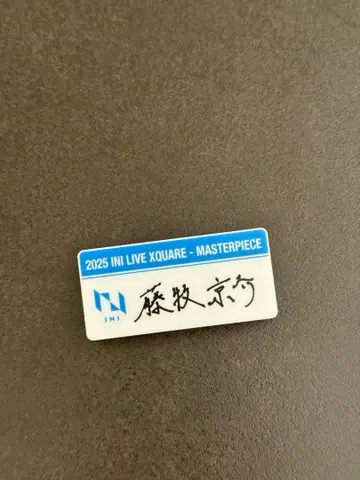 2025 INI LIVE XQUARE - MASTERPIECE
INI
藤牧 京介